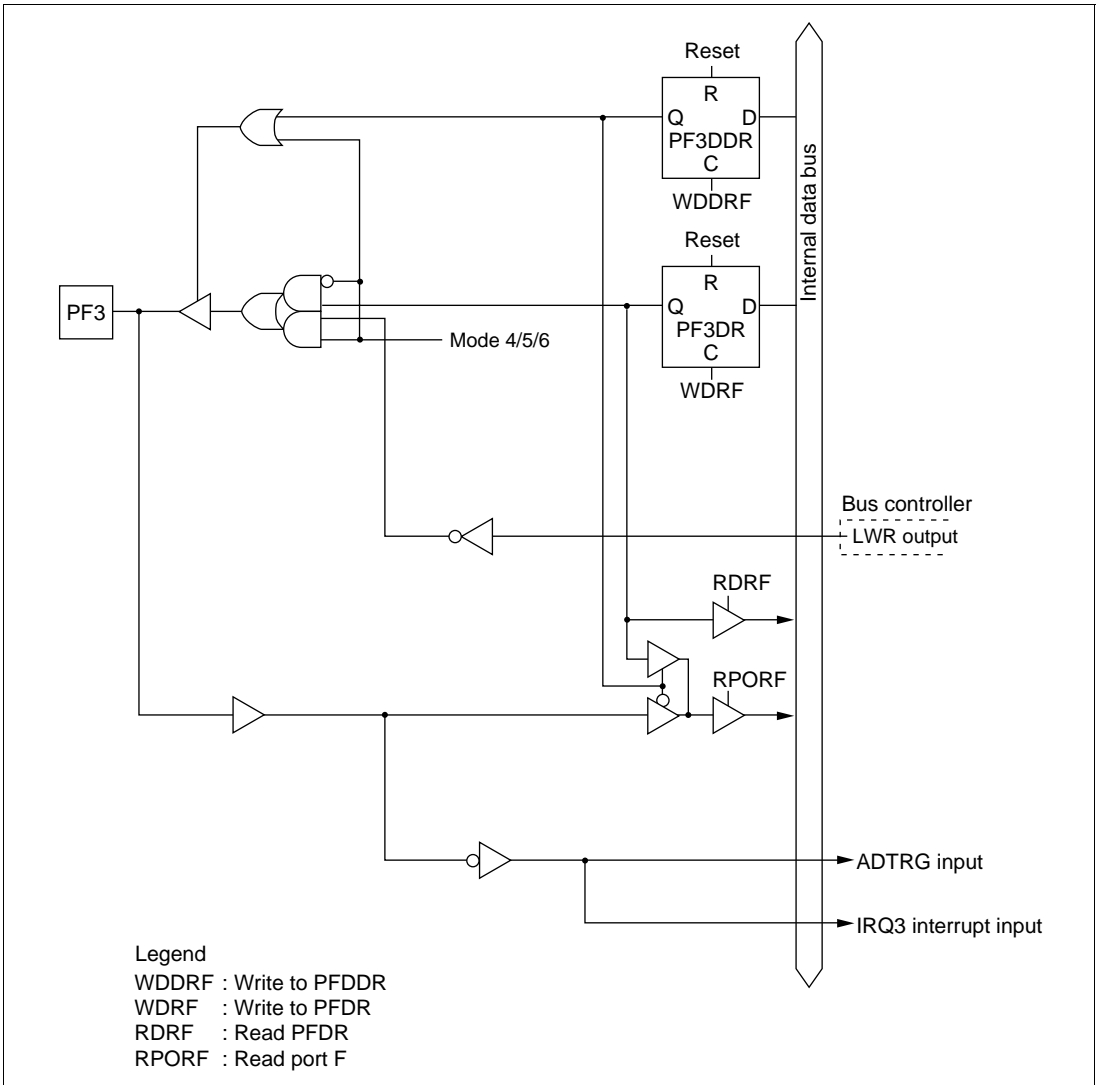 Reset
R
Q D
PF3DDR
C
WDDRF
Reset
R
Q D
PF3DR
C
WDRF
Internal data bus
PF3
Mode 4/5/6
Bus controller
LWR output
RDRF
RPORF
ADTRG input
IRQ3 interrupt input
Legend
WDDRF : Write to PFDDR
WDRF : Write to PFDR
RDRF : Read PFDR
RPORF : Read port F